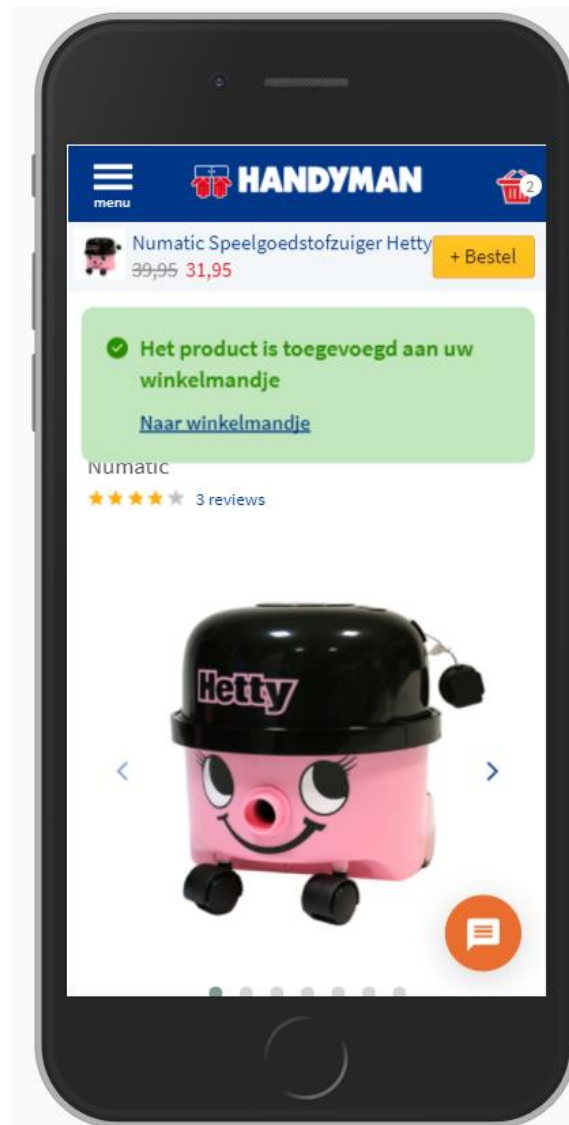 HANDYMAN
2
menu
Numatic Speelgoedstofzuiger Hetty
39,95 31,95
+ Bestel
Het product is toegevoegd aan uw
winkelmandje
Naar winkelmandje
Numatic
3 reviews
Hetty